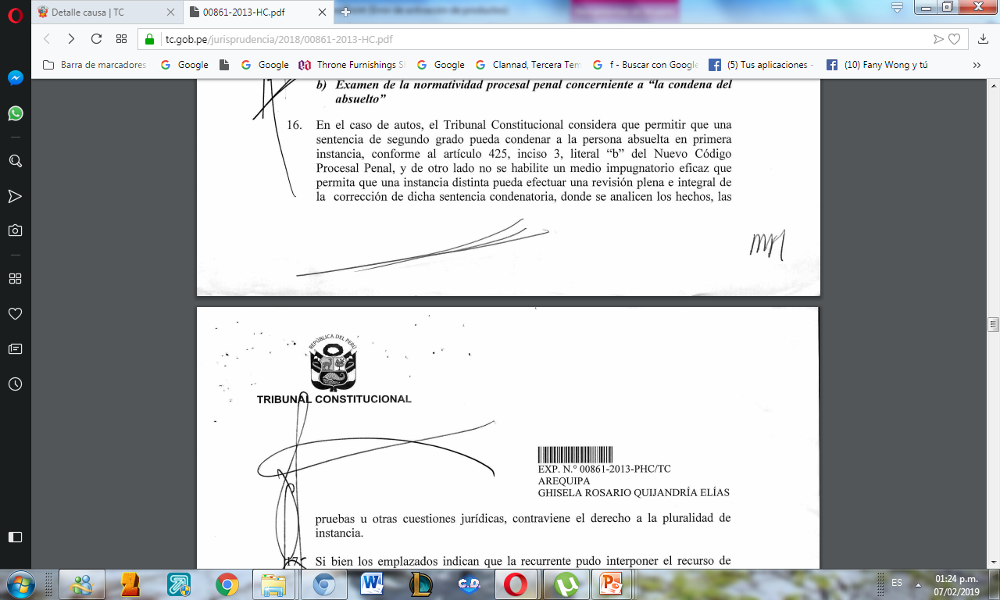 Detalle causa | TC
00861-2013-HC.pdf
tc.gob.pe/jurisprudencia/2018/00861-2013-HC.pdf
Barra de marcadores
Google
Google
Throne Furnishings S
Google
Clannad, Tercera Tem
f - Buscar con Google
(5) Tus aplicaciones -
(10) Fany Wong y tú
b) Examen de la normatividad procesal penal concerniente a “la condena del
absuelto”
16. En el caso de autos, el Tribunal Constitucional considera que permitir que una
sentencia de segundo grado pueda condenar a la persona absuelta en primera
instancia, conforme al artículo 425, inciso 3, literal “b” del Nuevo Código
Procesal Penal, y de otro lado no se habilite un medio impugnatorio eficaz que
permita que una instancia distinta pueda efectuar una revisión plena e integral de
la corrección de dicha sentencia condenatoria, donde se analicen los hechos, las
REPÚBLICA DEL PERÚ
TRIBUNAL CONSTITUCIONAL
EXP. N.° 00861-2013-PHC/TC
AREQUIPA
GHISELA ROSARIO QUIJANDRÍA ELÍAS
pruebas u otras cuestiones jurídicas, contraviene el derecho a la pluralidad de
instancia.
17. Si bien los emplazados indican que la recurrente pudo interponer el recurso de
C.D.
ES
01:24 p.m.
07/02/2019